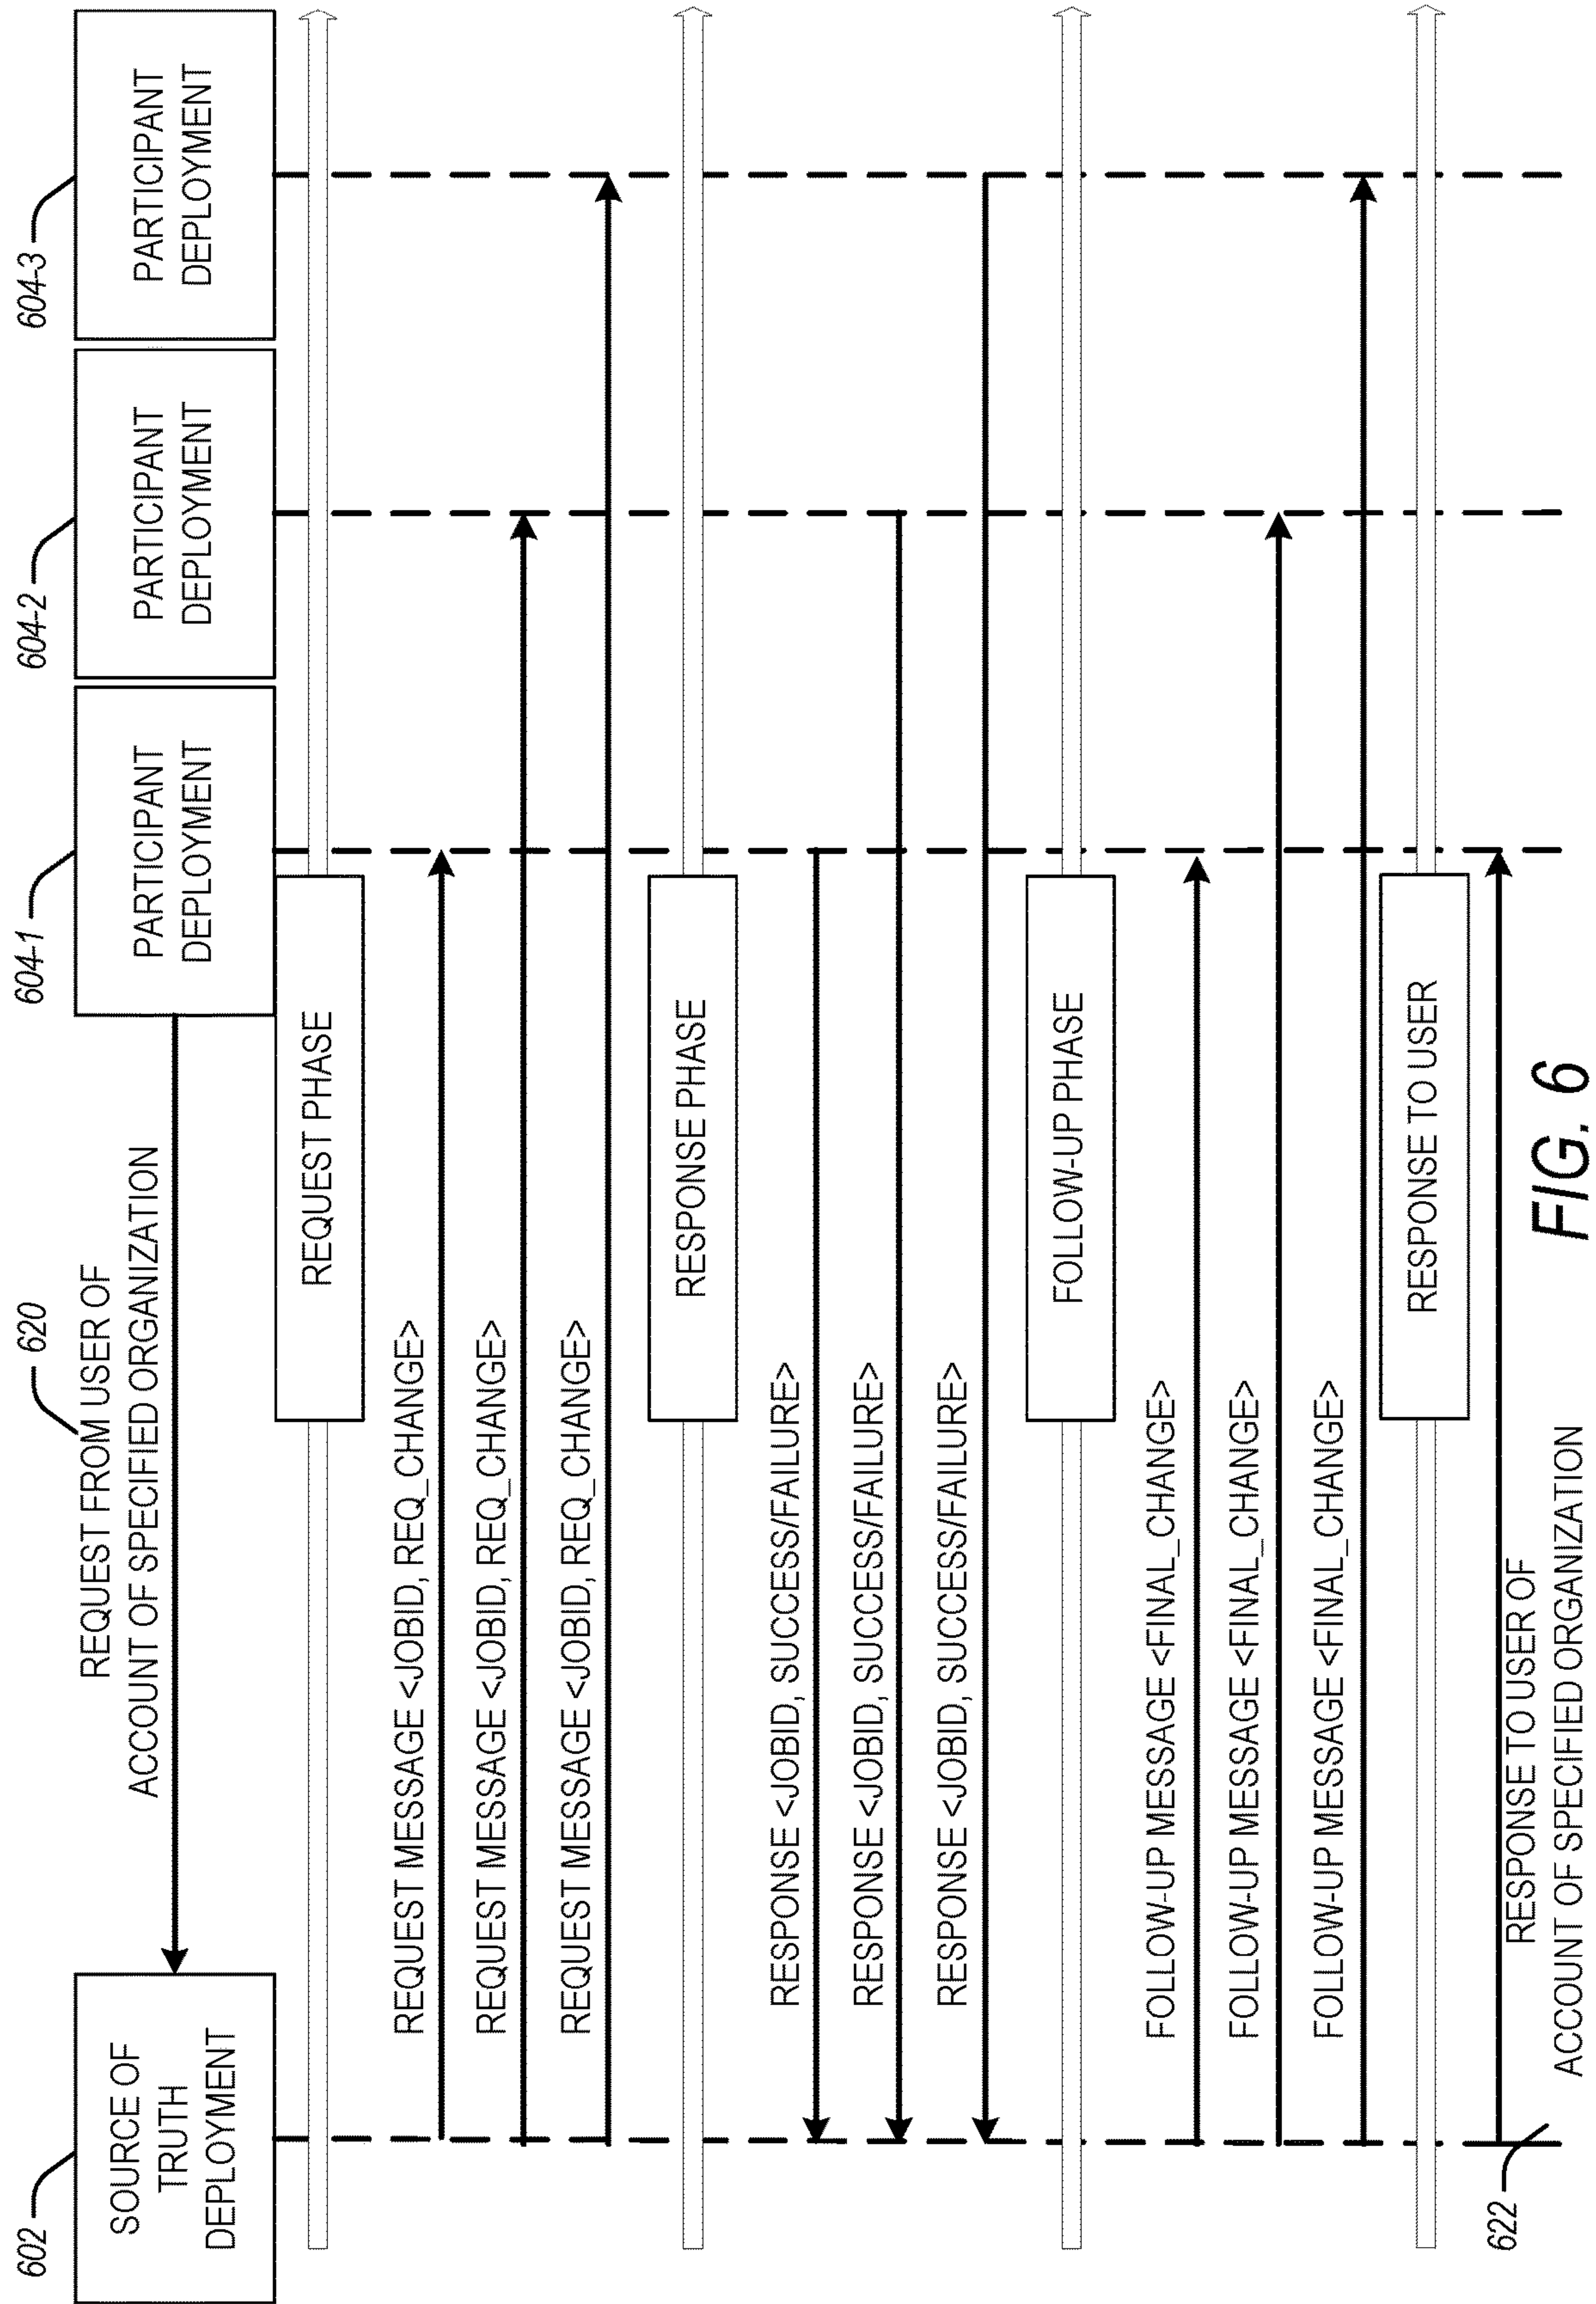 602
SOURCE OF
TRUTH
DEPLOYMENT
620
REQUEST FROM USER OF
ACCOUNT OF SPECIFIED ORGANIZATION
604-1
PARTICIPANT
DEPLOYMENT
604-2
PARTICIPANT
DEPLOYMENT
604-3
PARTICIPANT
DEPLOYMENT
REQUEST PHASE
REQUEST MESSAGE <JOBID, REQ_CHANGE>
REQUEST MESSAGE <JOBID, REQ_CHANGE>
REQUEST MESSAGE <JOBID, REQ_CHANGE>
RESPONSE PHASE
RESPONSE <JOBID, SUCCESS/FAILURE>
RESPONSE <JOBID, SUCCESS/FAILURE>
RESPONSE <JOBID, SUCCESS/FAILURE>
FOLLOW-UP PHASE
FOLLOW-UP MESSAGE <FINAL_CHANGE>
FOLLOW-UP MESSAGE <FINAL_CHANGE>
FOLLOW-UP MESSAGE <FINAL_CHANGE>
RESPONSE TO USER
622
RESPONSE TO USER OF
ACCOUNT OF SPECIFIED ORGANIZATION
FIG. 6